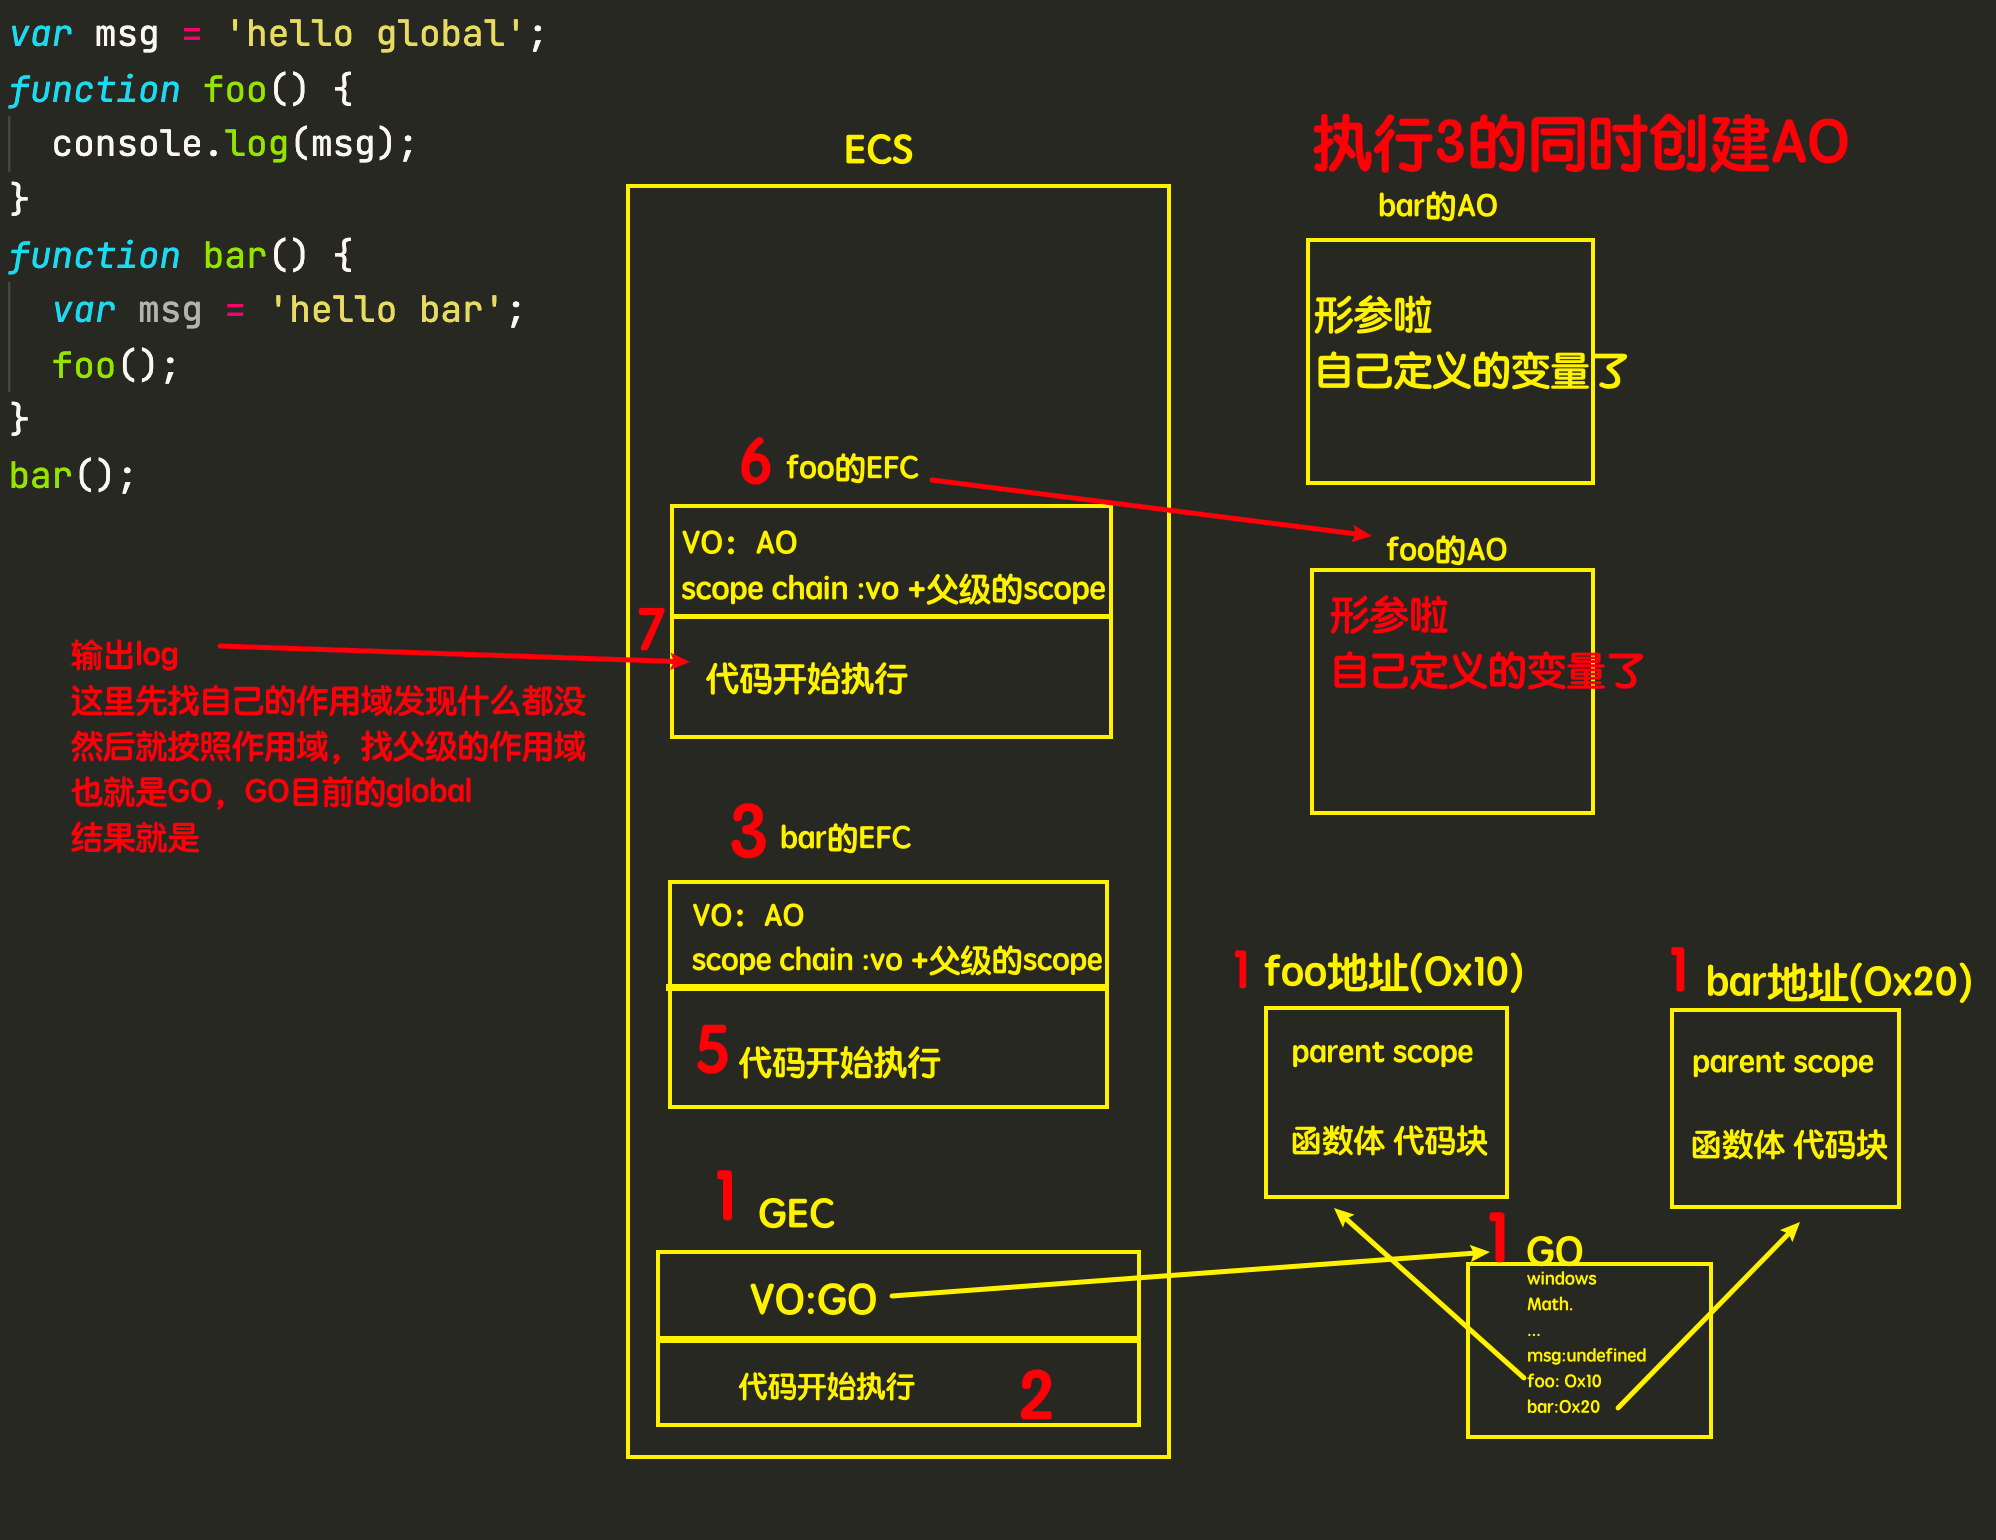 var msg = 'hello global';
function foo() {
  console.log(msg);
}
function bar() {
  var msg = 'hello bar';
  foo();
}
bar();
ECS
执行3的同时创建AO
bar的AO
形参啦
自己定义的变量了
6 foo的EFC
VO： AO
scope chain :vo +父级的scope
7
代码开始执行
foo的AO
形参啦
自己定义的变量了
输出log
这里先找自己的作用域发现什么都没
然后就按照作用域，找父级的作用域
也就是GO，GO目前的global
结果就是
3 bar的EFC
VO： AO
scope chain :vo +父级的scope
5 代码开始执行
1 foo地址(0x10)
parent scope
函数体 代码块
1 bar地址(0x20)
parent scope
函数体 代码块
1 GEC
VO:GO
代码开始执行 2
1 GO
windows
Math.
...
msg:undefined
foo: 0x10
bar:0x20